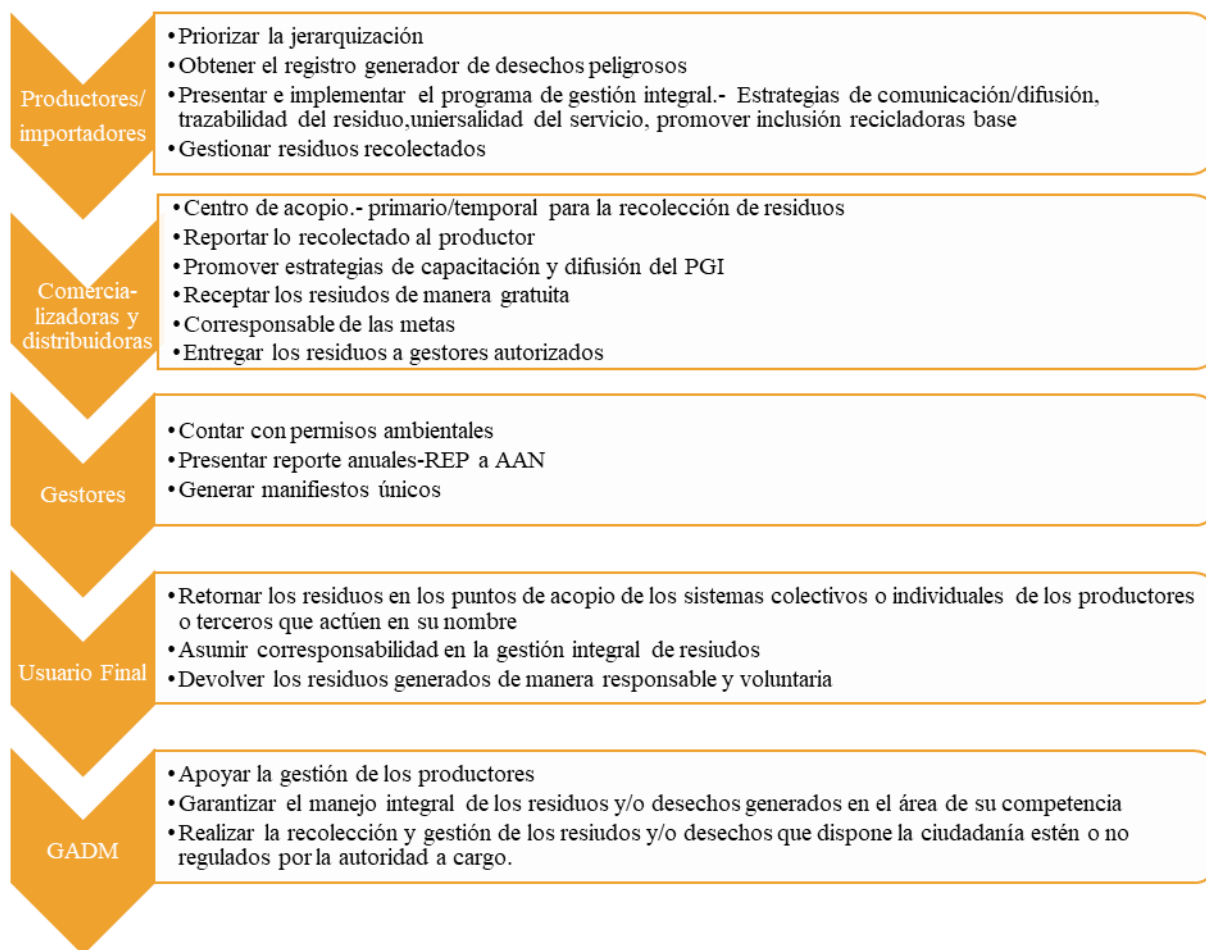 Productores/
importadores
•Priorizar la jerarquización
•Obtener el registro generador de desechos peligrosos
•Presentar e implementar el programa de gestión integral.- Estrategias de comunicación/difusión,
trazabilidad del residuo,uniersalidad del servicio, promover inclusión recicladoras base
•Gestionar residuos recolectados
Comercia-
lizadoras y
distribuidoras
•Centro de acopio.- primario/temporal para la recolección de residuos
•Reportar lo recolectado al productor
•Promover estrategias de capacitación y difusión del PGI
•Receptar los resiudos de manera gratuita
•Corresponsable de las metas
•Entregar los residuos a gestores autorizados
Gestores
•Contar con permisos ambientales
•Presentar reporte anuales-REP a AAN
•Generar manifiestos únicos
Usuario Final
•Retornar los residuos en los puntos de acopio de los sistemas colectivos o individuales de los productores
o terceros que actúen en su nombre
•Asumir corresponsabilidad en la gestión integral de resiudos
•Devolver los residuos generados de manera responsable y voluntaria
GADM
•Apoyar la gestión de los productores
•Garantizar el manejo integral de los residuos y/o desechos generados en el área de su competencia
•Realizar la recolección y gestión de los resiudos y/o desechos que dispone la ciudadanía estén o no
regulados por la autoridad a cargo.